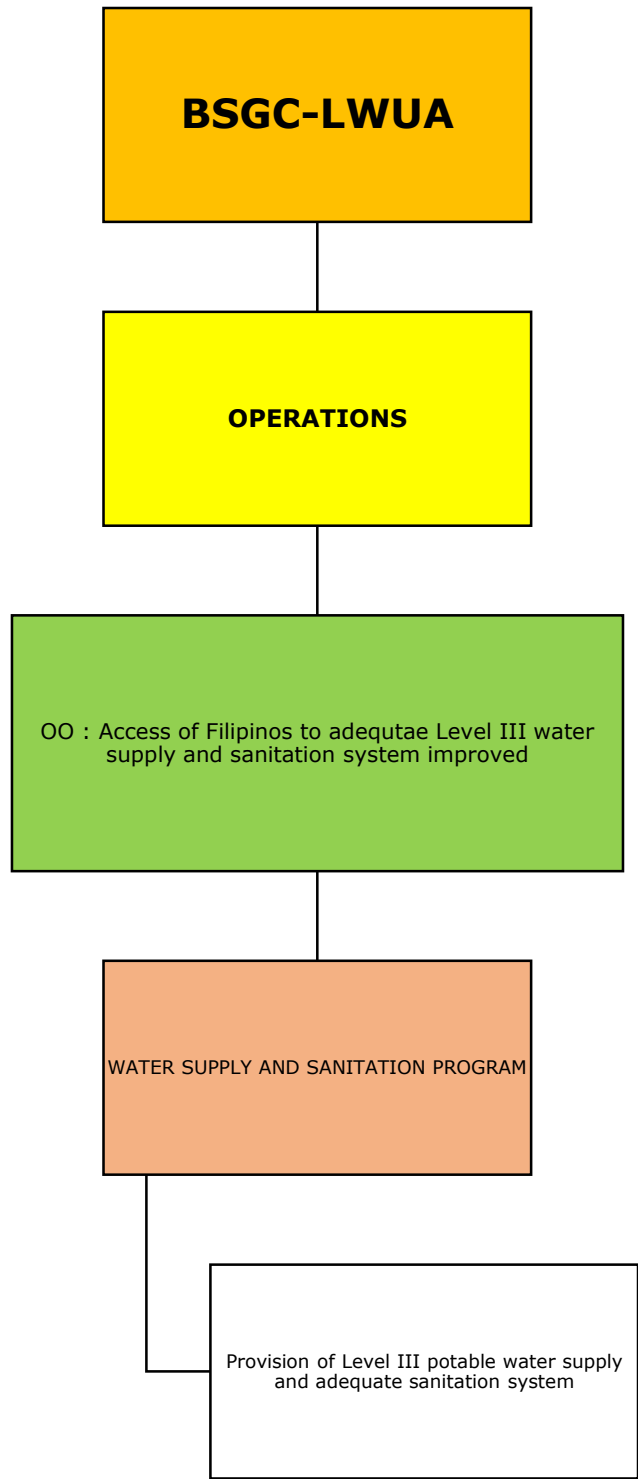 BSGC-LWUA
OPERATIONS
OO : Access of Filipinos to adequtae Level III water
supply and sanitation system improved
WATER SUPPLY AND SANITATION PROGRAM
Provision of Level III potable water supply
and adequate sanitation system